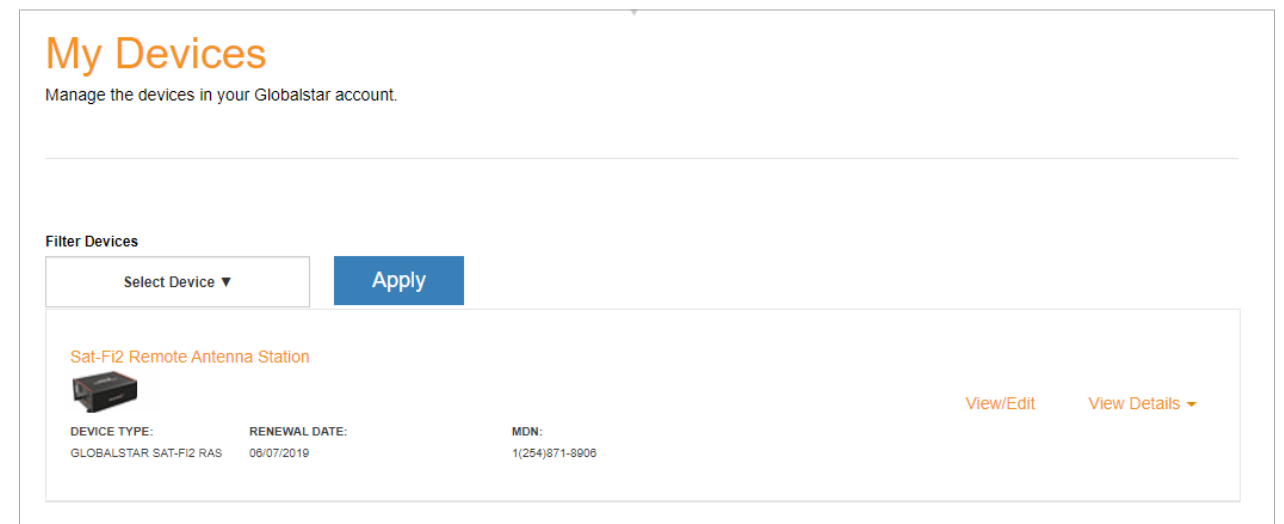 My Devices
Manage the devices in your Globalstar account.
Filter Devices
Select Device ▼
Apply
Sat-Fi2 Remote Antenna Station
View/Edit
View Details
DEVICE TYPE:
RENEWAL DATE:
MDN:
GLOBALSTAR SAT-FI2 RAS
06/07/2019
1(254)871-8906